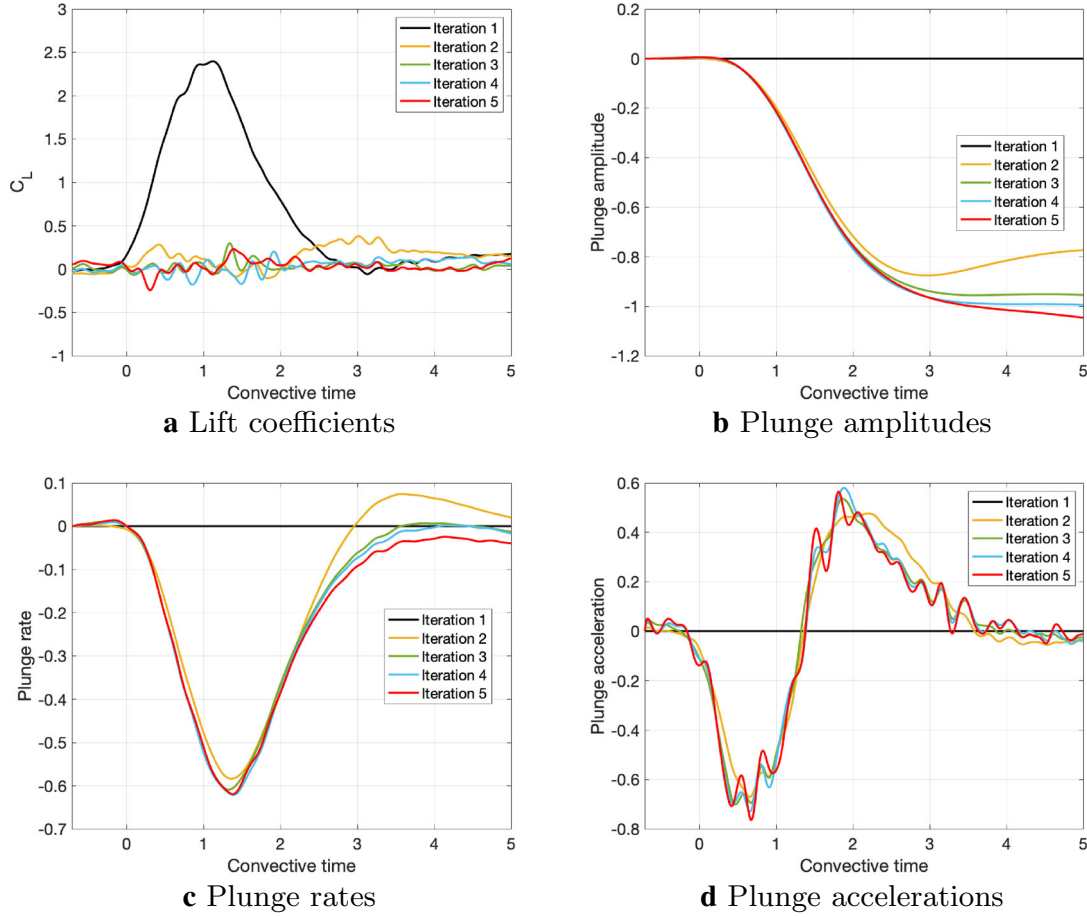 3
2.5
2
1.5
1
0.5
0
0.5
-1
C_L
0 1 2 3 4 5
Convective time
Iteration 1
Iteration 2
Iteration 3
Iteration 4
Iteration 5
a Lift coefficients
0.2
0
-0.2
-0.4
-0.6
-0.8
-1
-1.2
Plunge amplitude
0 1 2 3 4 5
Convective time
Iteration 1
Iteration 2
Iteration 3
Iteration 4
Iteration 5
b Plunge amplitudes
0.1
0
-0.1
-0.2
-0.3
-0.4
-0.5
-0.6
-0.7
Plunge rate
0 1 2 3 4 5
Convective time
Iteration 1
Iteration 2
Iteration 3
Iteration 4
Iteration 5
c Plunge rates
0.6
0.4
0.2
0
-0.2
-0.4
-0.6
-0.8
Plunge acceleration
0 1 2 3 4 5
Convective time
Iteration 1
Iteration 2
Iteration 3
Iteration 4
Iteration 5
d Plunge accelerations